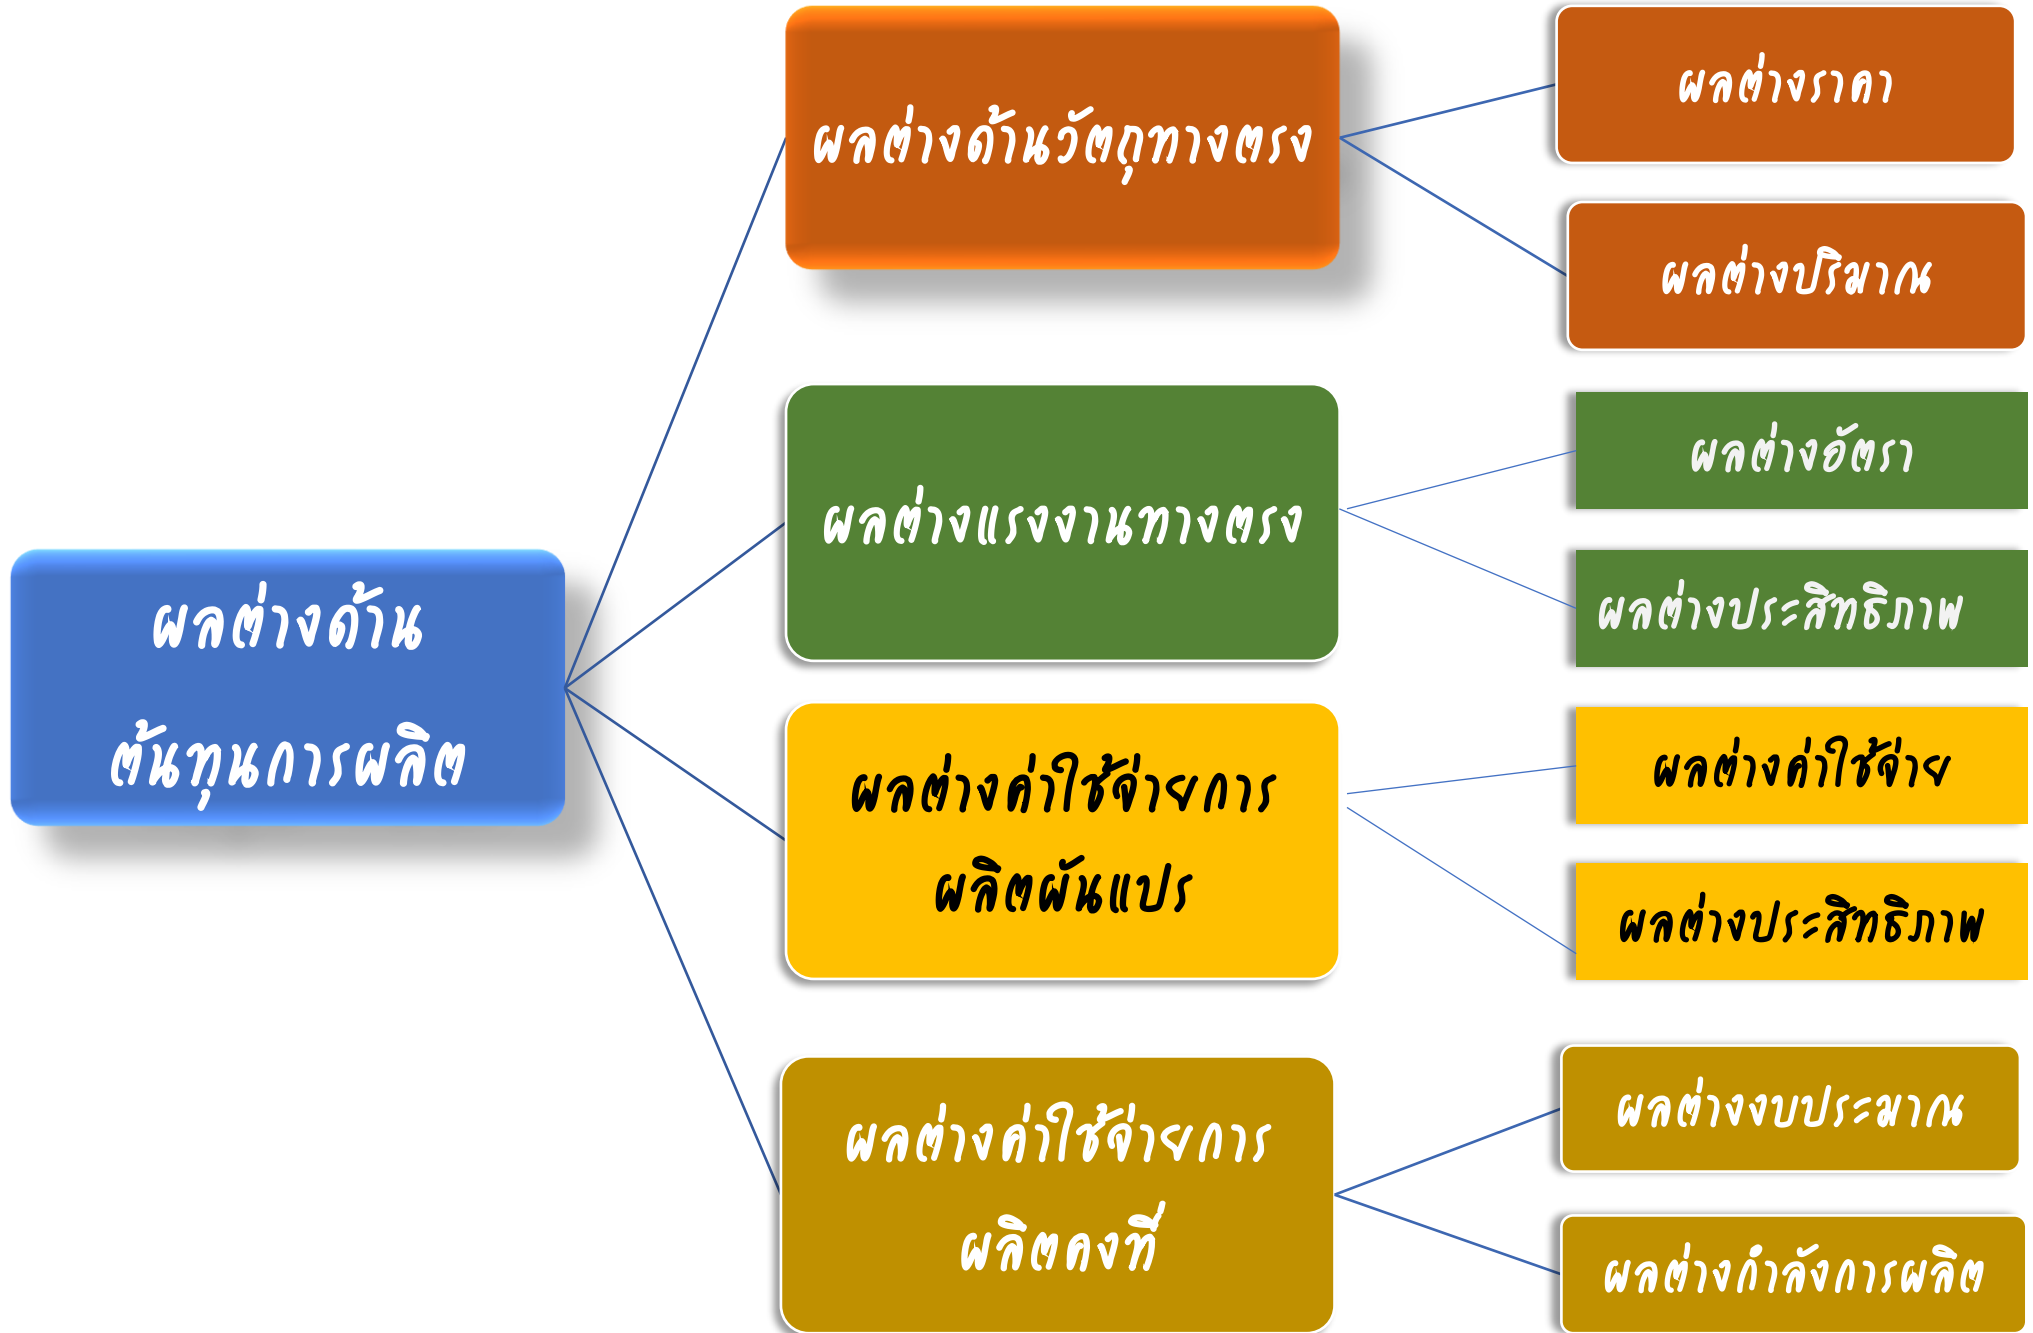 ผลต่างด้าน
ต้นทุนการผลิต
ผลต่างด้านวัตถุทางตรง
ผลต่างราคา
ผลต่างปริมาณ
ผลต่างแรงงานทางตรง
ผลต่างอัตรา
ผลต่างประสิทธิภาพ
ผลต่างค่าใช้จ่ายการ
ผลิตผันแปร
ผลต่างค่าใช้จ่าย
ผลต่างประสิทธิภาพ
ผลต่างค่าใช้จ่ายการ
ผลิตคงที่
ผลต่างงบประมาณ
ผลต่างกำลังการผลิต